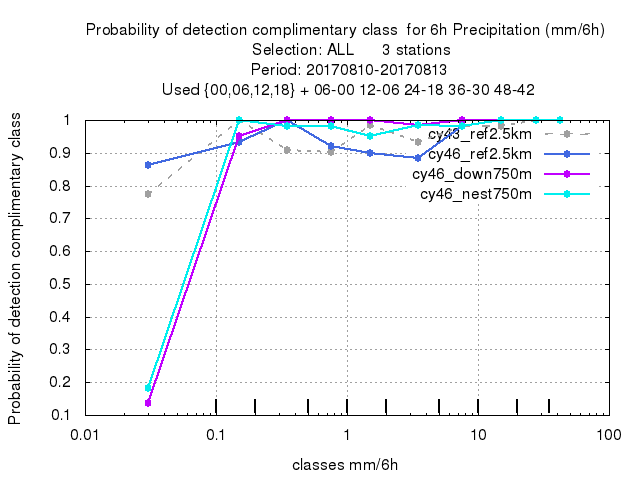 Probability of detection complimentary class  for 6h Precipitation (mm/6h)
Selection: ALL      3 stations
Period: 20170810-20170813
Used {00,06,12,18} + 06-00 12-06 24-18 36-30 48-42
Probability of detection complimentary class
1
0.9
0.8
0.7
0.6
0.5
0.4
0.3
0.2
0.1
cy43_ref2.5km
cy46_ref2.5km
cy46_down750m
cy46_nest750m
0.01 0.1 1 10 100
classes mm/6h